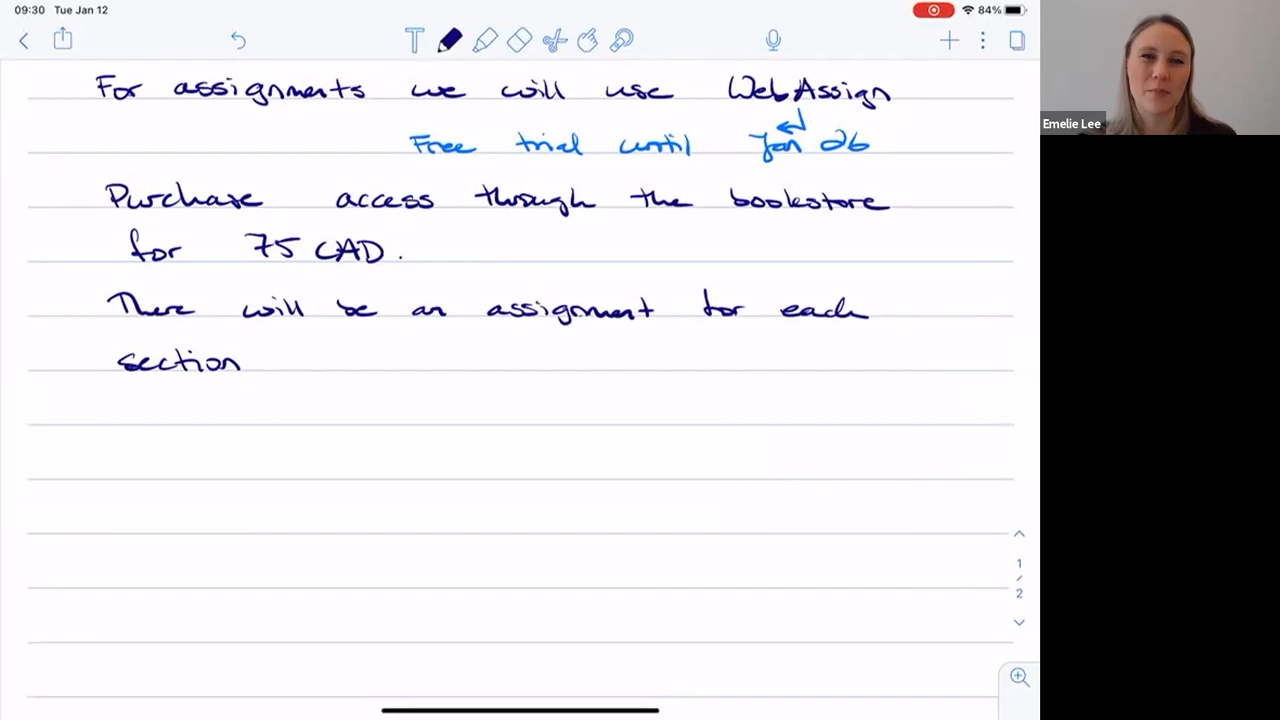 09:30 Tue Jan 12 84%
For assignments we will use WebAssign
Emelie Lee
Free trial until Jan 26
Purchase access through the bookstore
for 75 CAD.
There will be an assignment for each
section
1
/
2